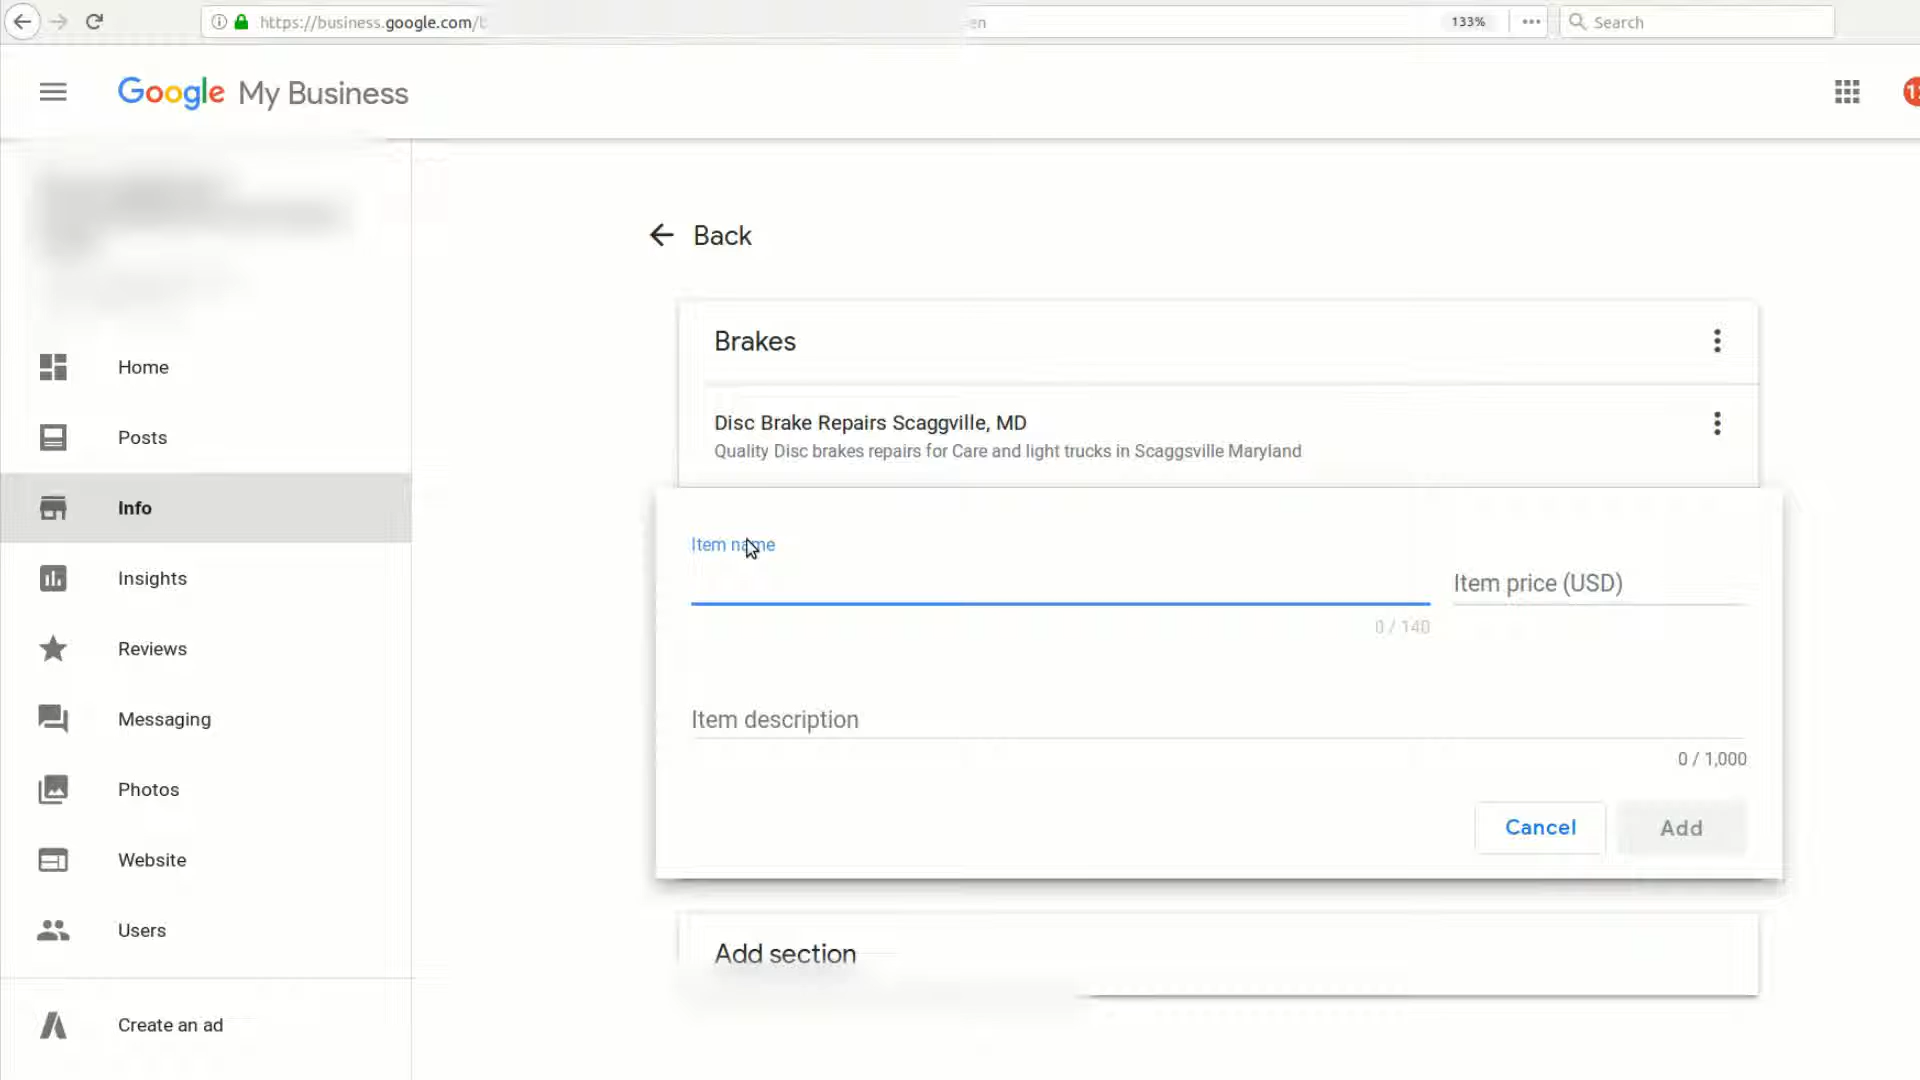 https://business.google.com/b
en
133%
Search
Google My Business
Back
Brakes
Disc Brake Repairs Scaggville, MD
Quality Disc brakes repairs for Care and light trucks in Scaggsville Maryland
Home
Posts
Info
Insights
Reviews
Messaging
Photos
Website
Users
Create an ad
Item name
Item price (USD)
0 / 140
Item description
0 / 1,000
Cancel
Add
Add section